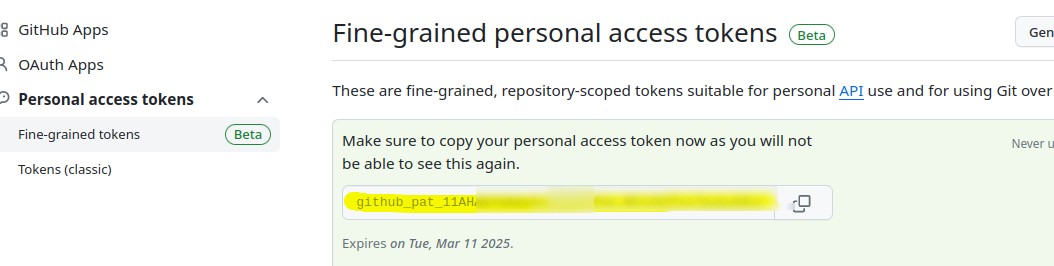 GitHub Apps
OAuth Apps
Personal access tokens
Fine-grained tokens Beta
Tokens (classic)
Fine-grained personal access tokens Beta
Gen
These are fine-grained, repository-scoped tokens suitable for personal API use and for using Git over
Make sure to copy your personal access token now as you will not
be able to see this again.
Never u
github_pat_11AH
Expires on Tue, Mar 11 2025.